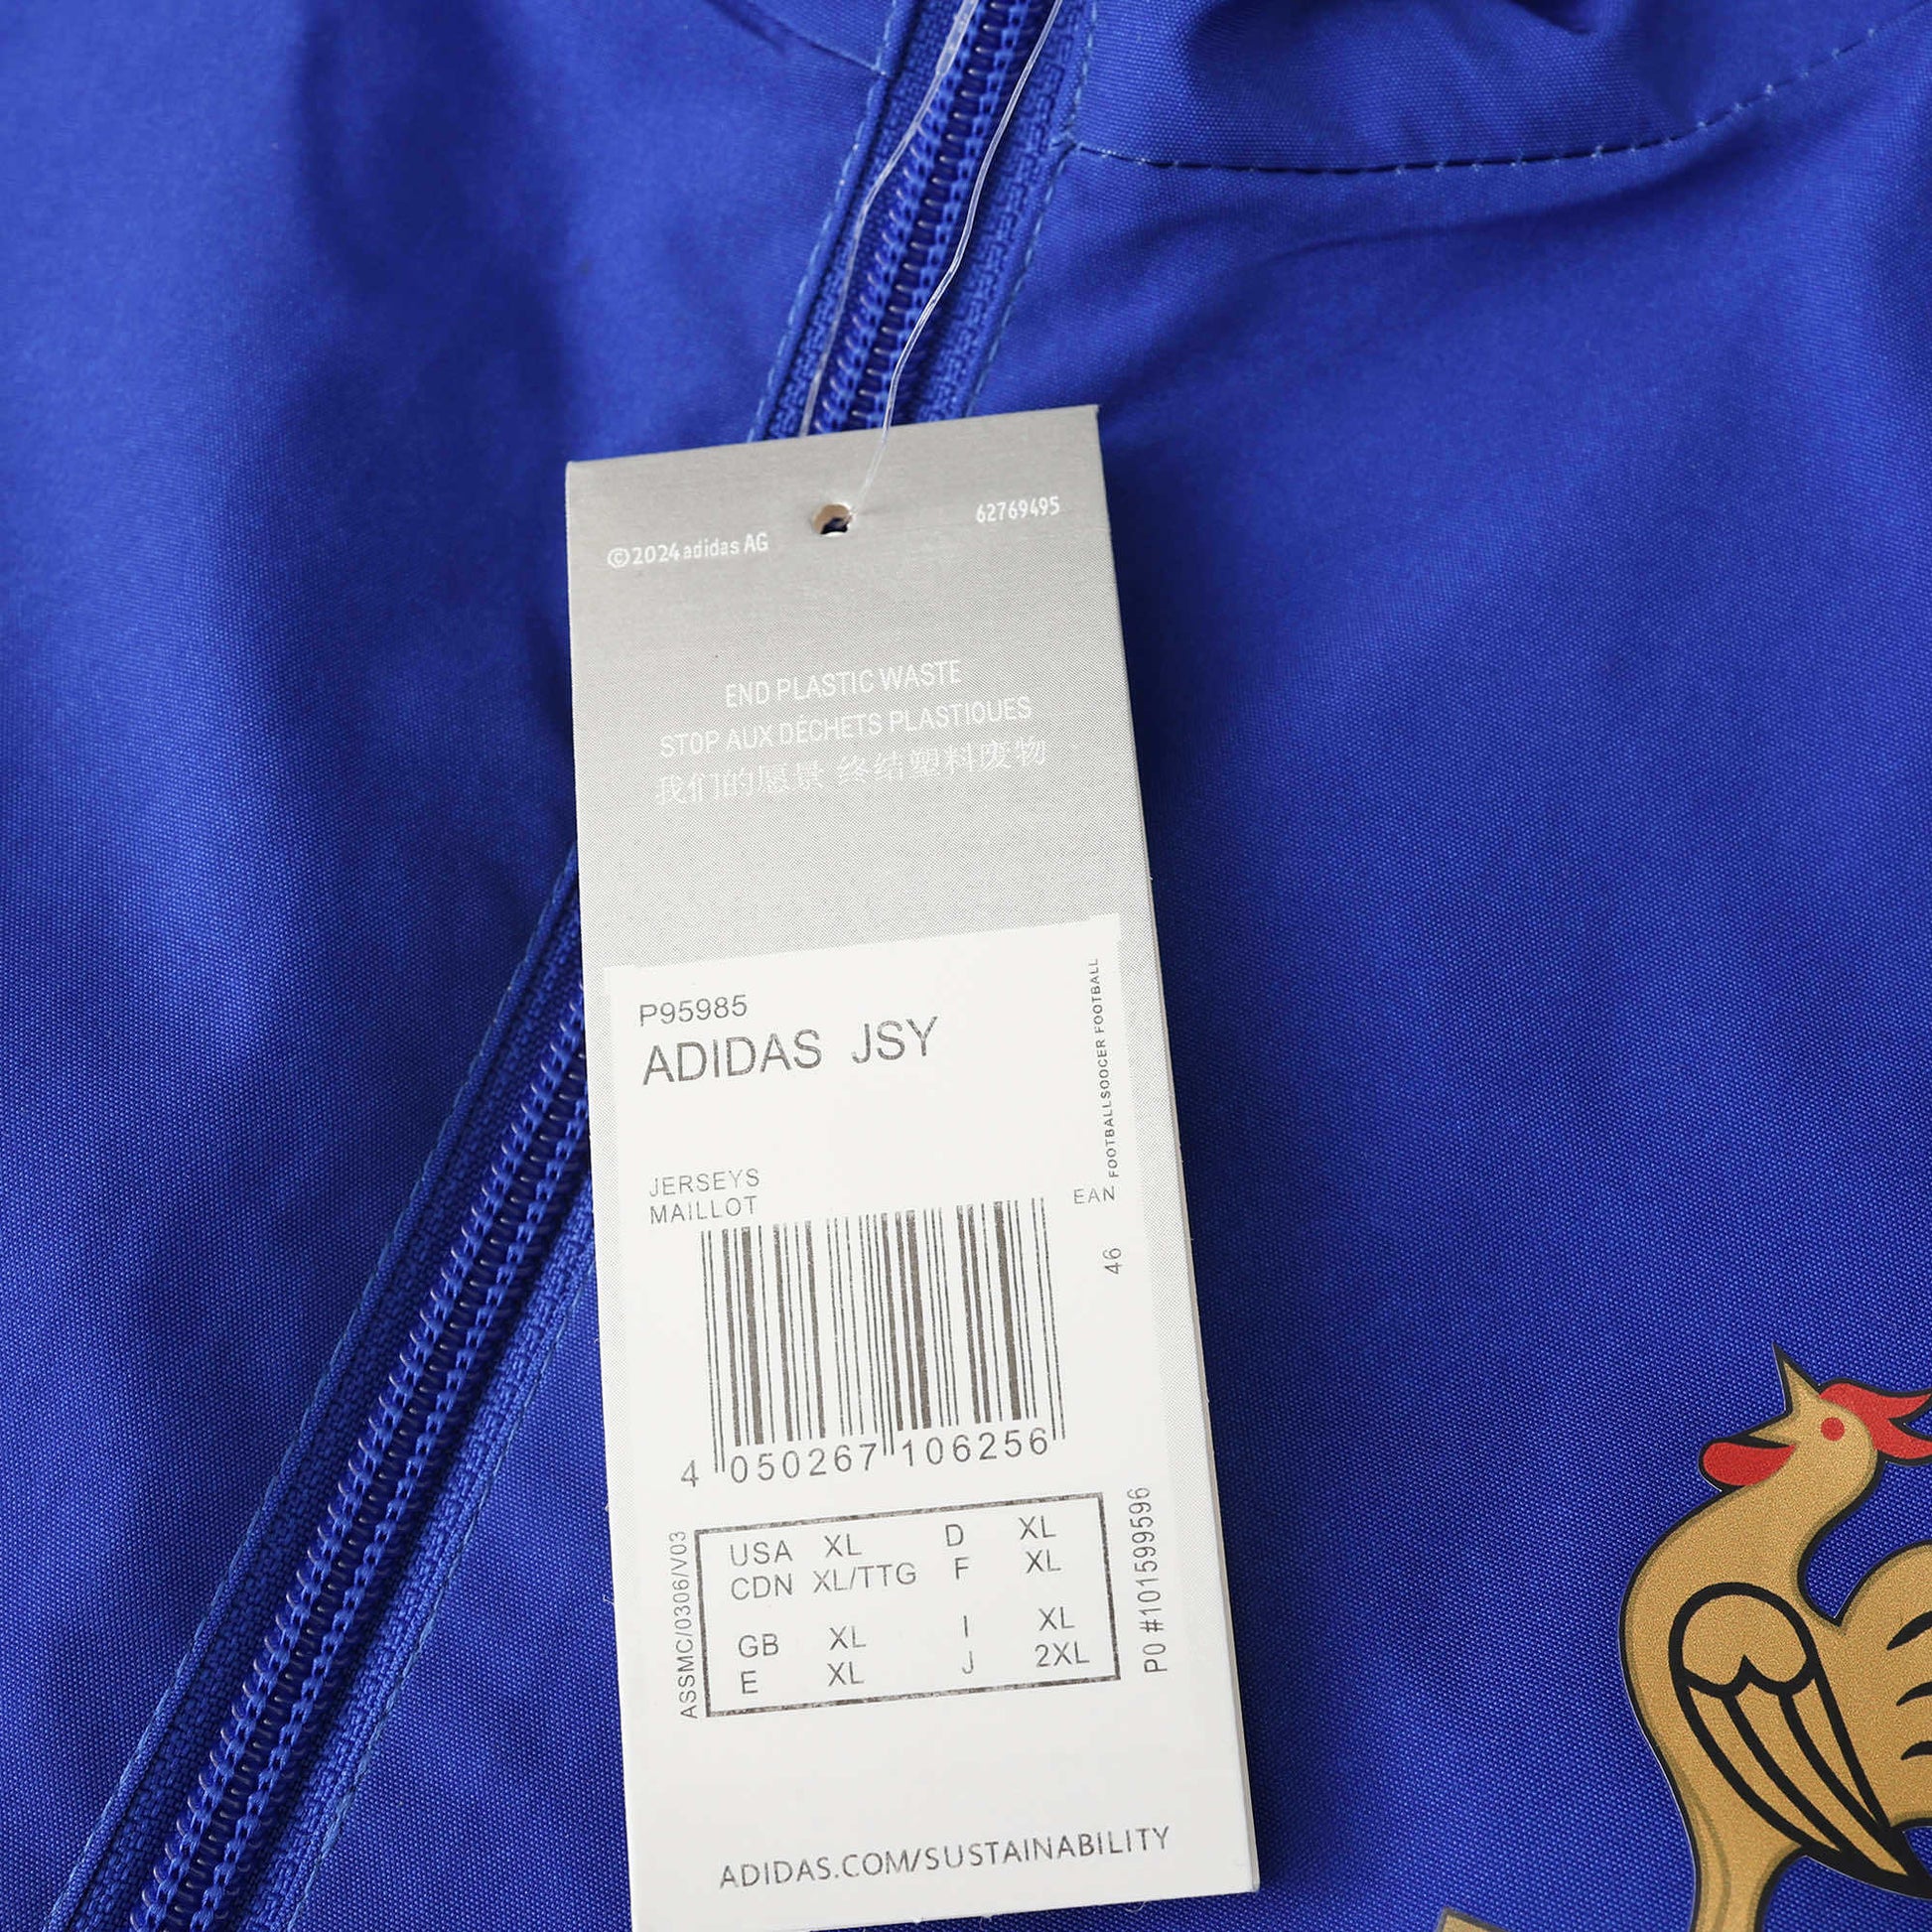 ©2024 adidas AG
62769495
END PLASTIC WASTE
STOP AUX DÉCHETS PLASTIQUES
我们的愿景 终结塑料废物
P95985
ADIDAS JSY
FOOTBALLSOOCER FOOTBALL
JERSEYS
MAILLOT
EAN
46
4 050267 106256
ASSMC/0306/V03
USA XL D XL
CDN XL/TTG F XL
GB XL I XL
E XL J 2XL
PO #101599596
ADIDAS.COM/SUSTAINABILITY